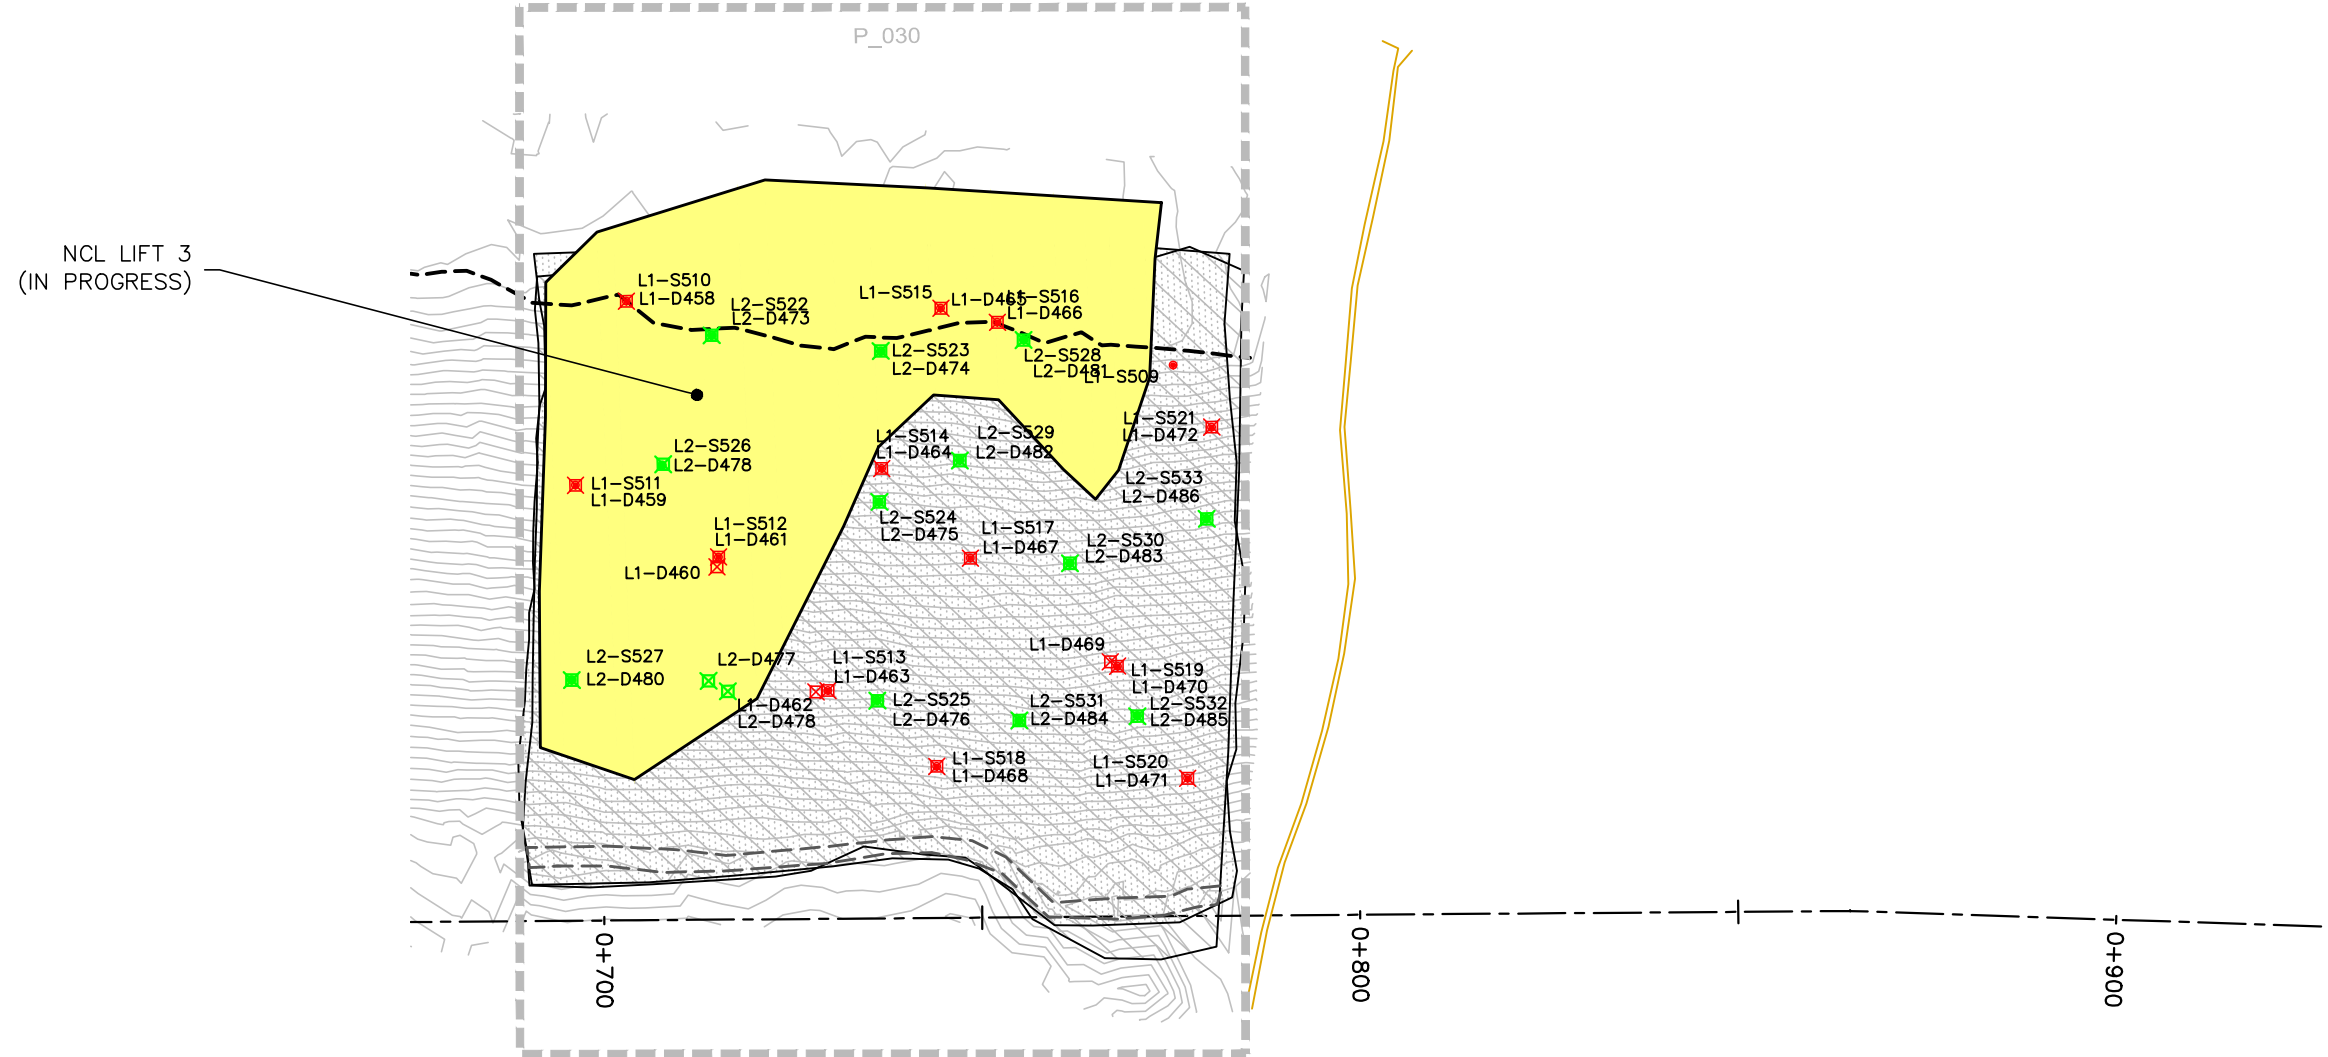 P_030
NCL LIFT 3
(IN PROGRESS)
L1-S510
L1-D458
L2-S522
L2-D473
L1-S515
L1-D465
L1-S516
L1-D466
L2-S523
L2-D474
L2-S528
L2-D481
L1-S509
L1-S521
L1-D472
L1-S514
L1-D464
L2-S529
L2-D482
L2-S526
L2-D478
L1-S511
L1-D459
L2-S533
L2-D486
L1-S512
L1-D461
L1-D460
L2-S524
L2-D475
L1-S517
L1-D467
L2-S530
L2-D483
L1-D469
L1-S519
L1-D470
L2-S527
L2-D480
L2-D477
L1-S513
L1-D463
L1-D462
L2-D478
L2-S525
L2-D476
L2-S531
L2-D484
L2-S532
L2-D485
L1-S518
L1-D468
L1-S520
L1-D471
0+700
0+800
0+900